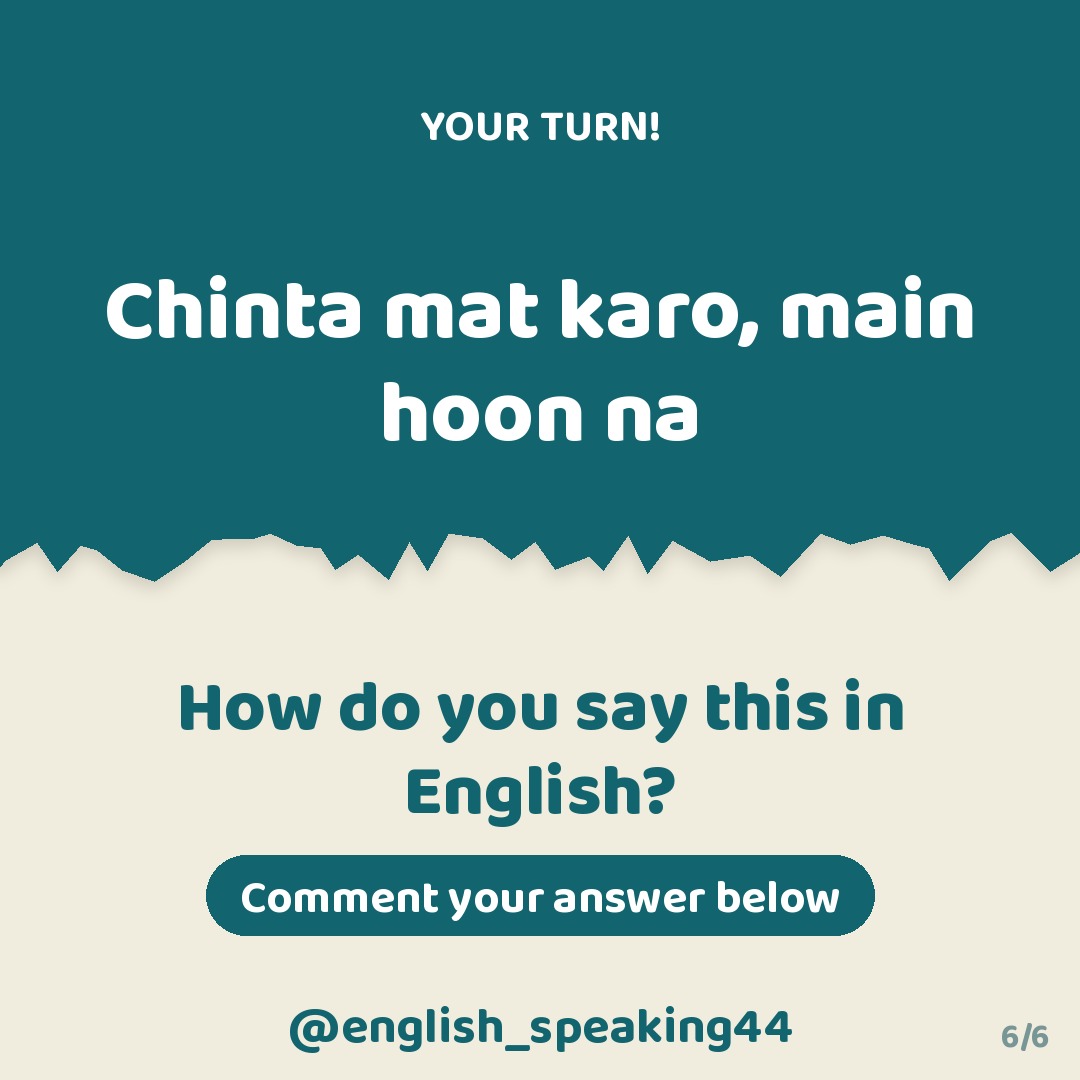 YOUR TURN!
Chinta mat karo, main
hoon na
How do you say this in
English?
Comment your answer below
@english_speaking44
6/6